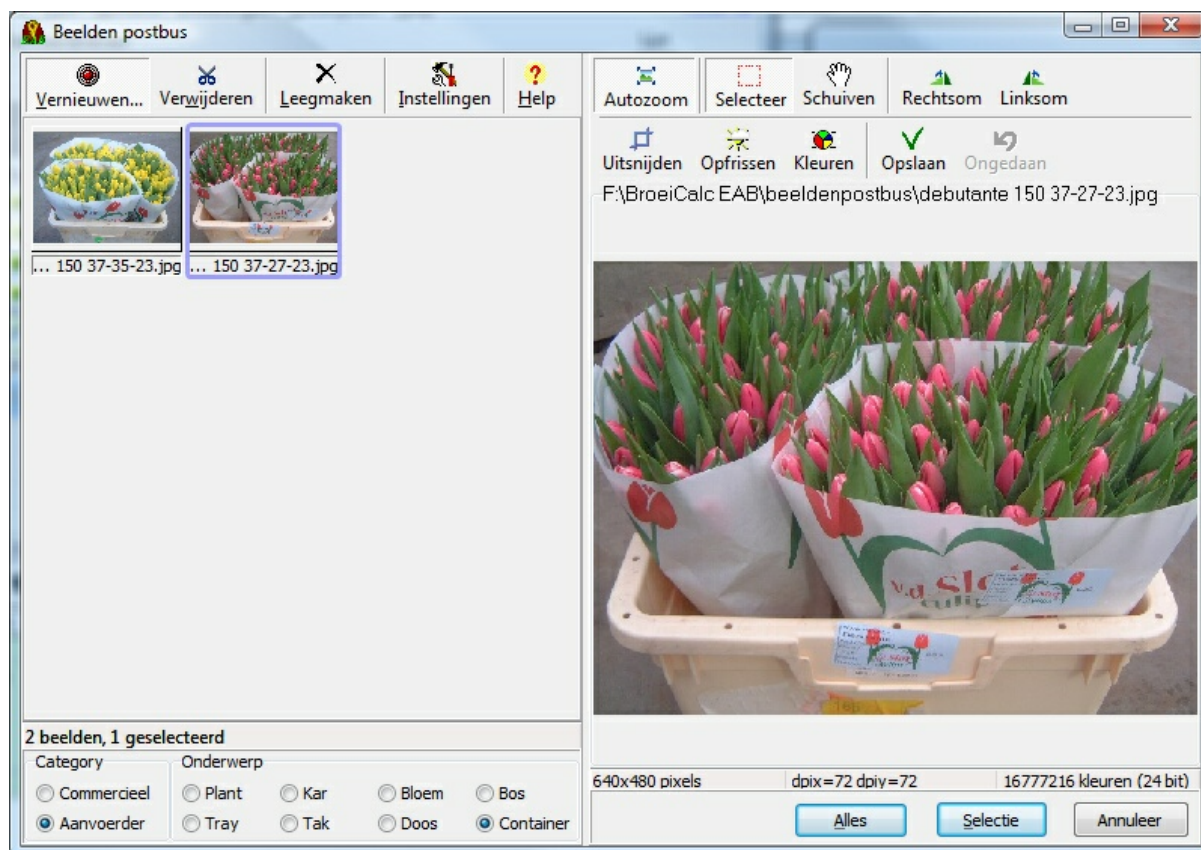 Beelden postbus
Vernieuwen... Verwijderen Leegmaken Instellingen Help
... 150 37-35-23.jpg ... 150 37-27-23.jpg
2 beelden, 1 geselecteerd
Category Onderwerp
Commercieel Plant Kar Bloem Bos
Aanvoerder Tray Tak Doos Container
Autozoom Selecteer Schuiven Rechtsom Linksom
Uitsnijden Opfrissen Kleuren Opslaan Ongedaan
F:\BroeiCalc EAB\beeldenpostbus\debutante 150 37-27-23.jpg
v.d.
640x480 pixels dpix=72 dpiy=72 16777216 kleuren (24 bit)
Alles Selectie Annuleer